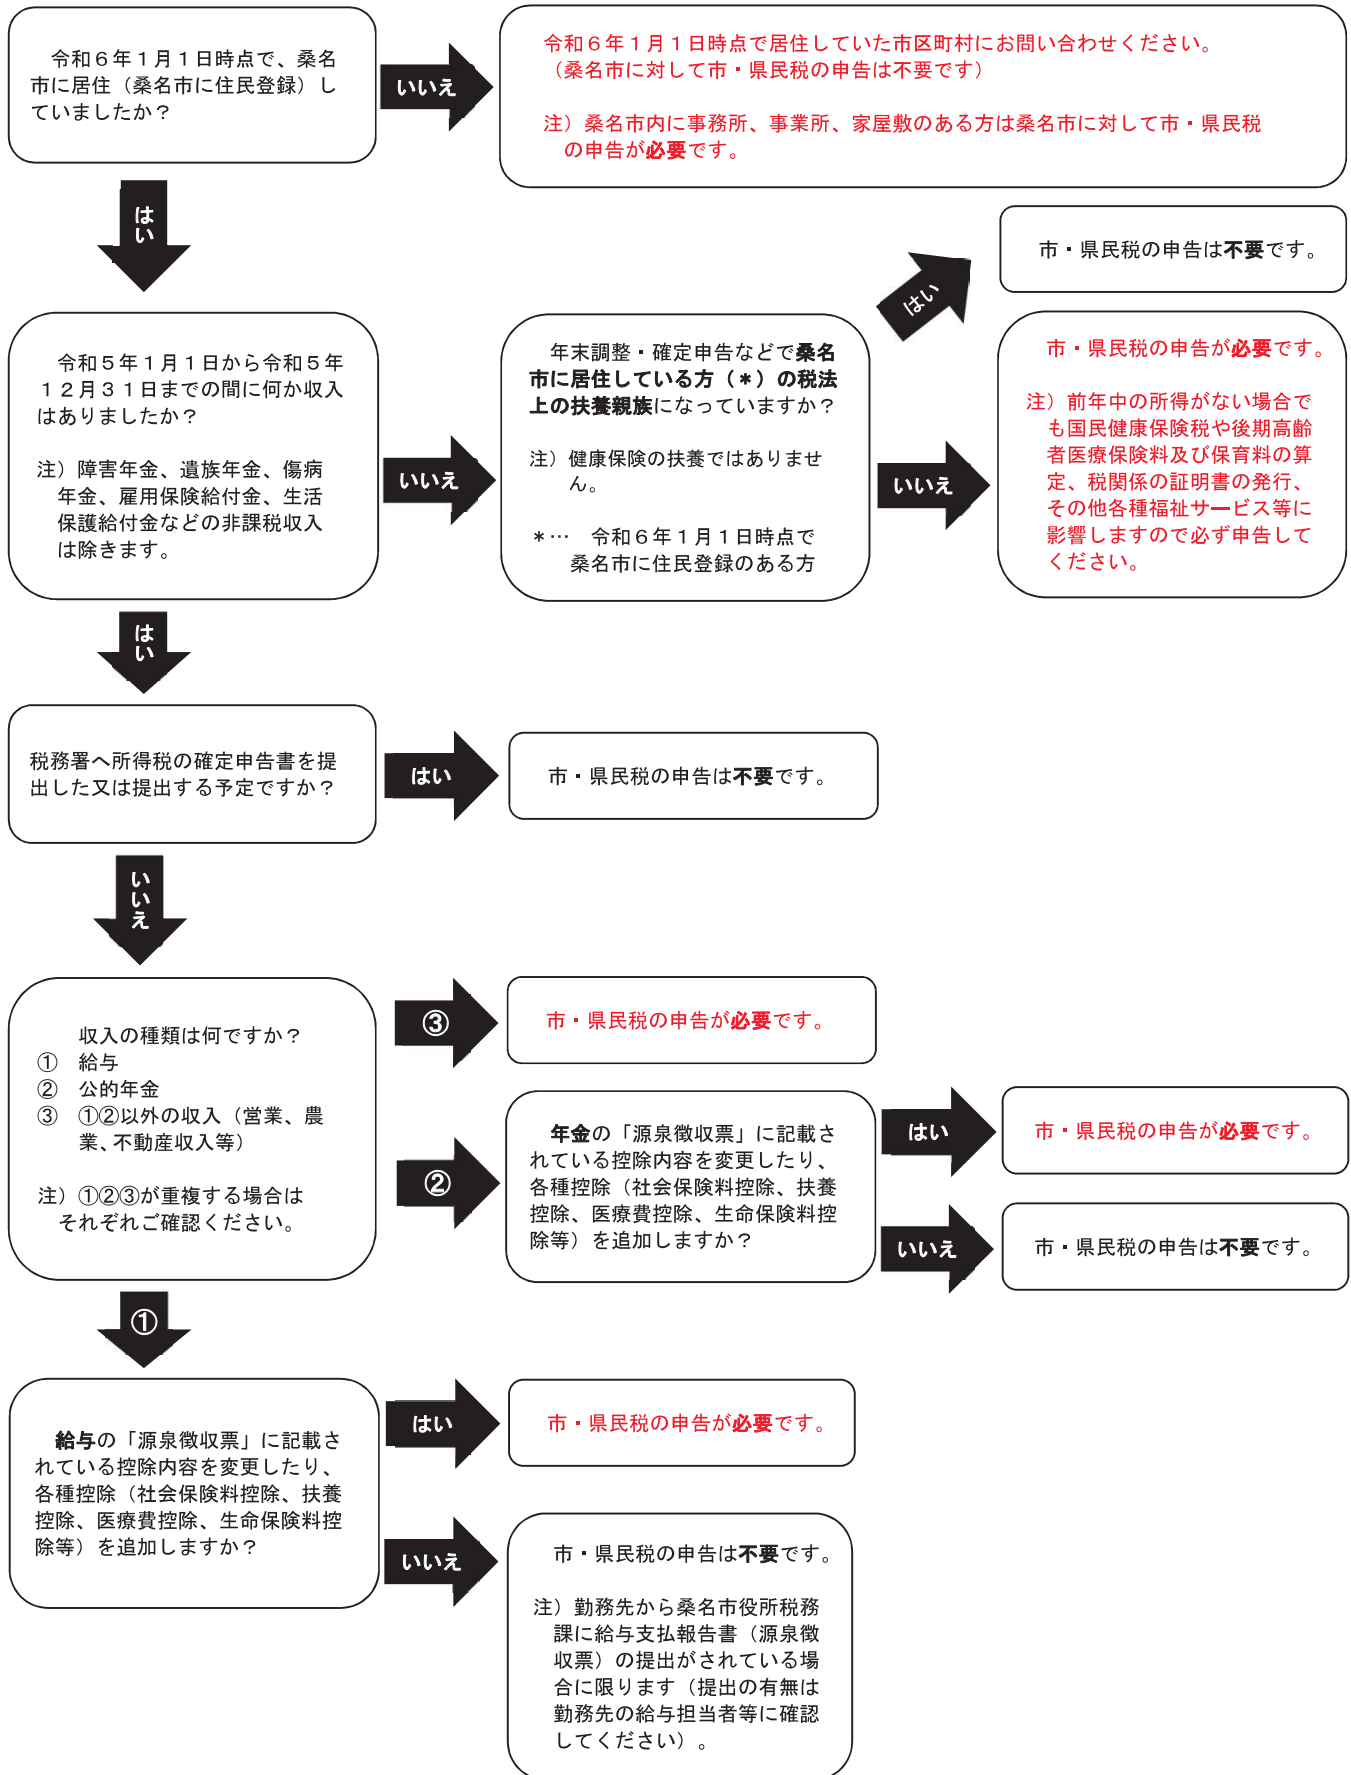 令和６年１月１日時点で、桑名
市に居住（桑名市に住民登録）し
ていましたか？
いいえ
令和６年１月１日時点で居住していた市区町村にお問い合わせください。
（桑名市に対して市・県民税の申告は不要です）
注）桑名市内に事務所、事業所、家屋敷のある方は桑名市に対して市・県民税
の申告が必要です。
はい
令和５年１月１日から令和５年
１２月３１日までの間に何か収入
はありましたか？
注）障害年金、遺族年金、傷病
年金、雇用保険給付金、生活
保護給付金などの非課税収入
は除きます。
いいえ
年末調整・確定申告などで桑名
市に居住している方（＊）の税法
上の扶養親族になっていますか？
注）健康保険の扶養ではありませ
ん。
＊… 令和６年１月１日時点で
桑名市に住民登録のある方
はい
市・県民税の申告は不要です。
いいえ
市・県民税の申告が必要です。
注）前年中の所得がない場合で
も国民健康保険税や後期高齢
者医療保険料及び保育料の算
定、税関係の証明書の発行、
その他各種福祉サービス等に
影響しますので必ず申告して
ください。
はい
税務署へ所得税の確定申告書を提
出した又は提出する予定ですか？
はい
市・県民税の申告は不要です。
いいえ
収入の種類は何ですか？
① 給与
② 公的年金
③ ①②以外の収入（営業、農
業、不動産収入等）
注）①②③が重複する場合は
それぞれご確認ください。
③
市・県民税の申告が必要です。
②
年金の「源泉徴収票」に記載さ
れている控除内容を変更したり、
各種控除（社会保険料控除、扶養
控除、医療費控除、生命保険料控
除等）を追加しますか？
はい
市・県民税の申告が必要です。
いいえ
市・県民税の申告は不要です。
①
給与の「源泉徴収票」に記載さ
れている控除内容を変更したり、
各種控除（社会保険料控除、扶養
控除、医療費控除、生命保険料控
除等）を追加しますか？
はい
市・県民税の申告が必要です。
いいえ
市・県民税の申告は不要です。
注）勤務先から桑名市役所税務
課に給与支払報告書（源泉徴
収票）の提出がされている場
合に限ります（提出の有無は
勤務先の給与担当者等に確認
してください）。